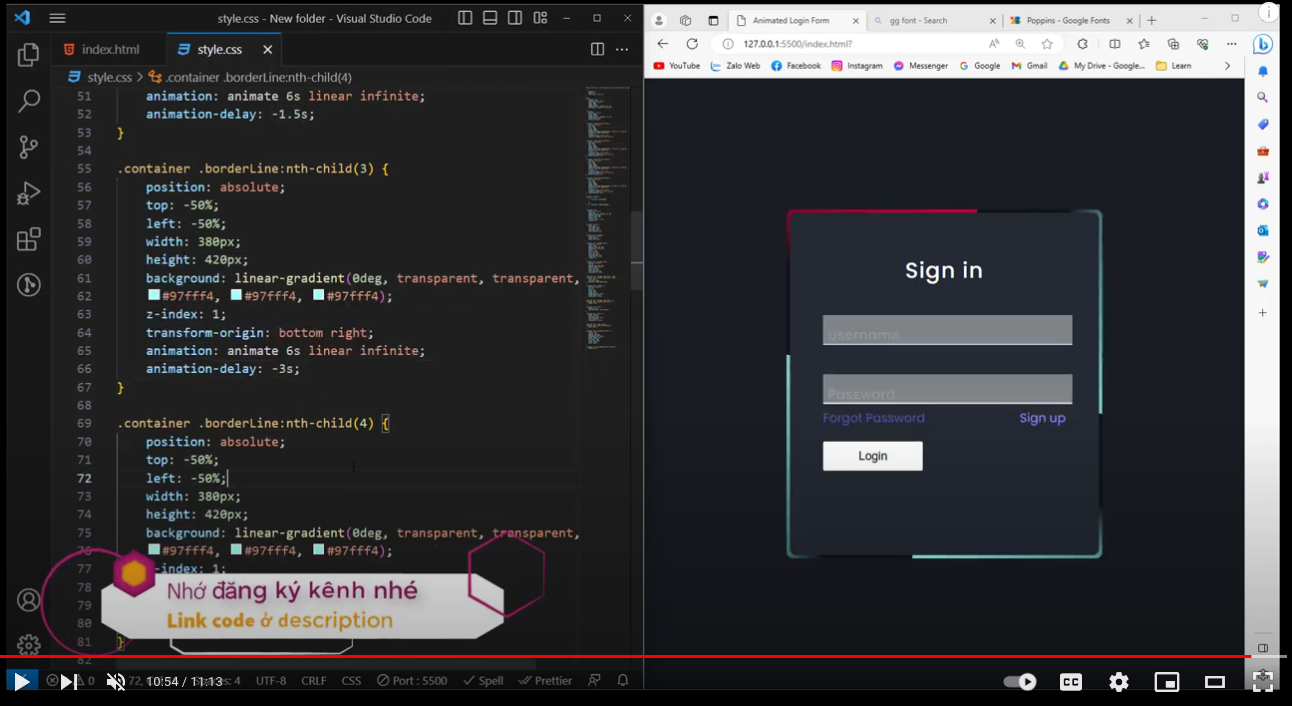 style.css - New folder - Visual Studio Code
index.html
style.css
style.css > .container .borderLine:nth-child(4)
51 animation: animate 6s linear infinite;
52 animation-delay: -1.5s;
53 }
54
55 .container .borderLine:nth-child(3) {
56 position: absolute;
57 top: -50%;
58 left: -50%;
59 width: 380px;
60 height: 420px;
61 background: linear-gradient(0deg, transparent, transparent,
62 #97fff4, #97fff4, #97fff4);
63 z-index: 1;
64 transform-origin: bottom right;
65 animation: animate 6s linear infinite;
66 animation-delay: -3s;
67 }
68
69 .container .borderLine:nth-child(4) {
70 position: absolute;
71 top: -50%;
72 left: -50%;
73 width: 380px;
74 height: 420px;
75 background: linear-gradient(0deg, transparent, transparent,
76 #97fff4, #97fff4, #97fff4);
77 -index: 1;
78
79
80
81 }
82
Nhớ đăng ký kênh nhé
Link code ở description
0
72,
4
UTF-8
CRLF
CSS
Port : 5500
Spell
Prettier
10:54 / 11:13
CC
Animated Login Form
gg font - Search
Poppins - Google Fonts
127.0.0.1:5500/index.html?
YouTube
Zalo Web
Facebook
Instagram
Messenger
Google
Gmail
My Drive - Google...
Learn
Sign in
username
Password
Forgot Password
Sign up
Login